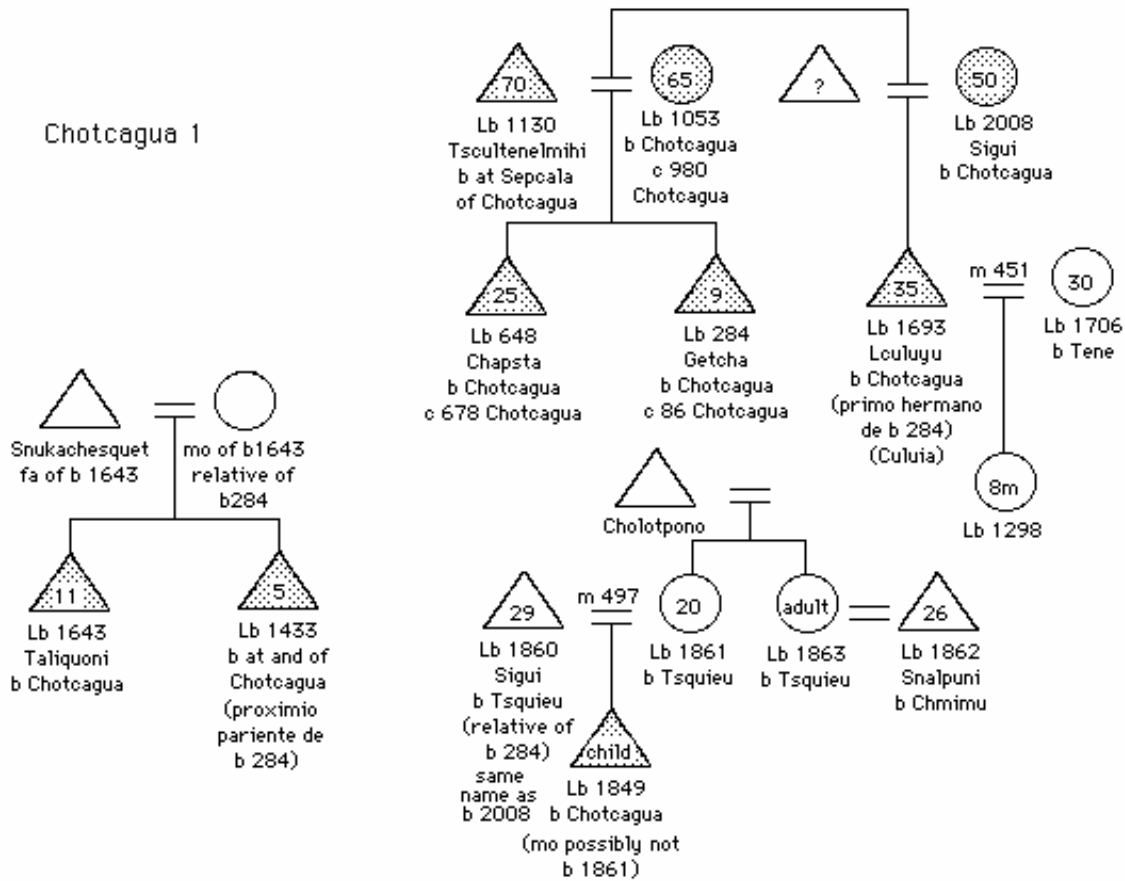 Chotcagua 1
70
65
?
50
Lb 1130
Tscultenelmihi
b at Sepcala
of Chotcagua
Lb 1053
b Chotcagua
c 980
Chotcagua
Lb 2008
Sigui
b Chotcagua
25
9
35
m 451
30
Lb 648
Chapsta
b Chotcagua
c 678 Chotcagua
Lb 284
Getcha
b Chotcagua
c 86 Chotcagua
Lb 1693
Lculuyu
b Chotcagua
(primo hermano
de b 284)
(Culuia)
Lb 1706
b Tene
8m
Lb 1298
Snukachesquet
fa of b 1643
mo of b1643
relative of
b284
11
5
Lb 1643
Taliquoni
b Chotcagua
Lb 1433
b at and of
Chotcagua
(proximio
pariente de
b 284)
Cholotpono
29
m 497
20
adult
26
Lb 1860
Sigui
b Tsquieu
(relative of
b 284)
same
name as
b 2008
Lb 1861
b Tsquieu
Lb 1863
b Tsquieu
Lb 1862
Snalpuni
b Chmimu
child
Lb 1849
b Chotcagua
(mo possibly not
b 1861)